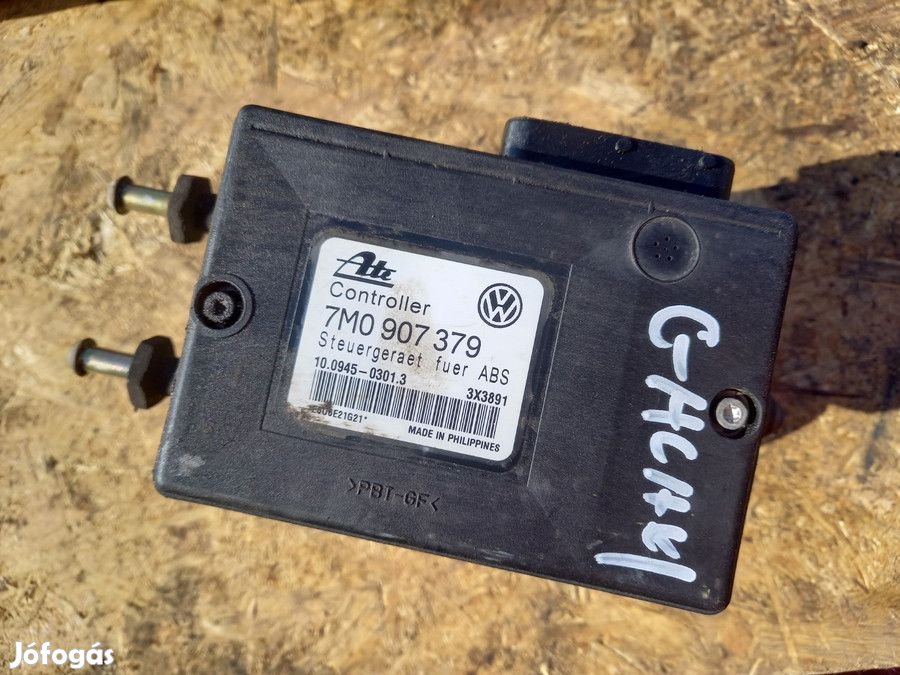 Ate
Controller
7M0 907 379
Steuergeraet fuer ABS
10.0945-0301.3
3X3891
MADE IN PHILIPPINES
>PBT-GF<
Jófogás